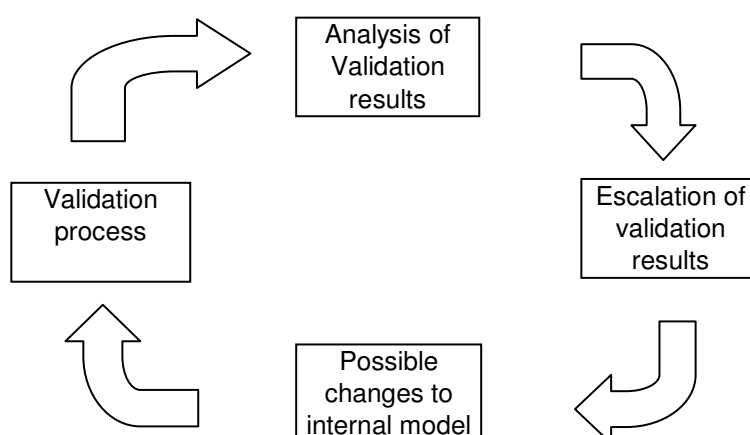 Analysis of
Validation
results
Validation
process
Escalation of
validation
results
Possible
changes to
internal model